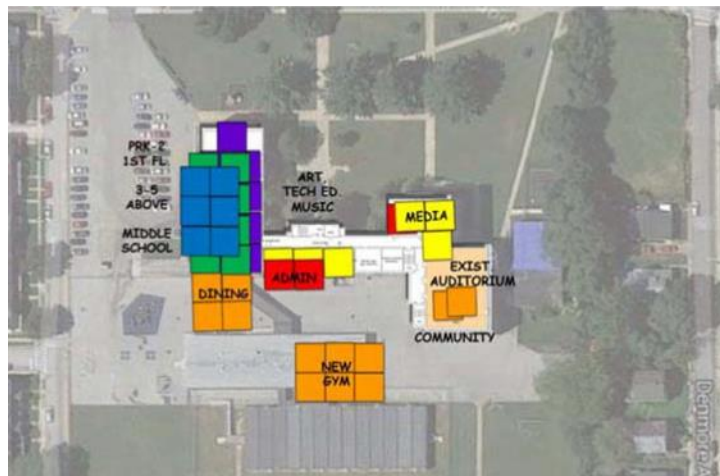 PRK-2
1ST FL.
3-5
ABOVE
MIDDLE
SCHOOL
DINING
ART,
TECH ED.
MUSIC
ADMIN
MEDIA
EXIST
AUDITORIUM
COMMUNITY
NEW
GYM